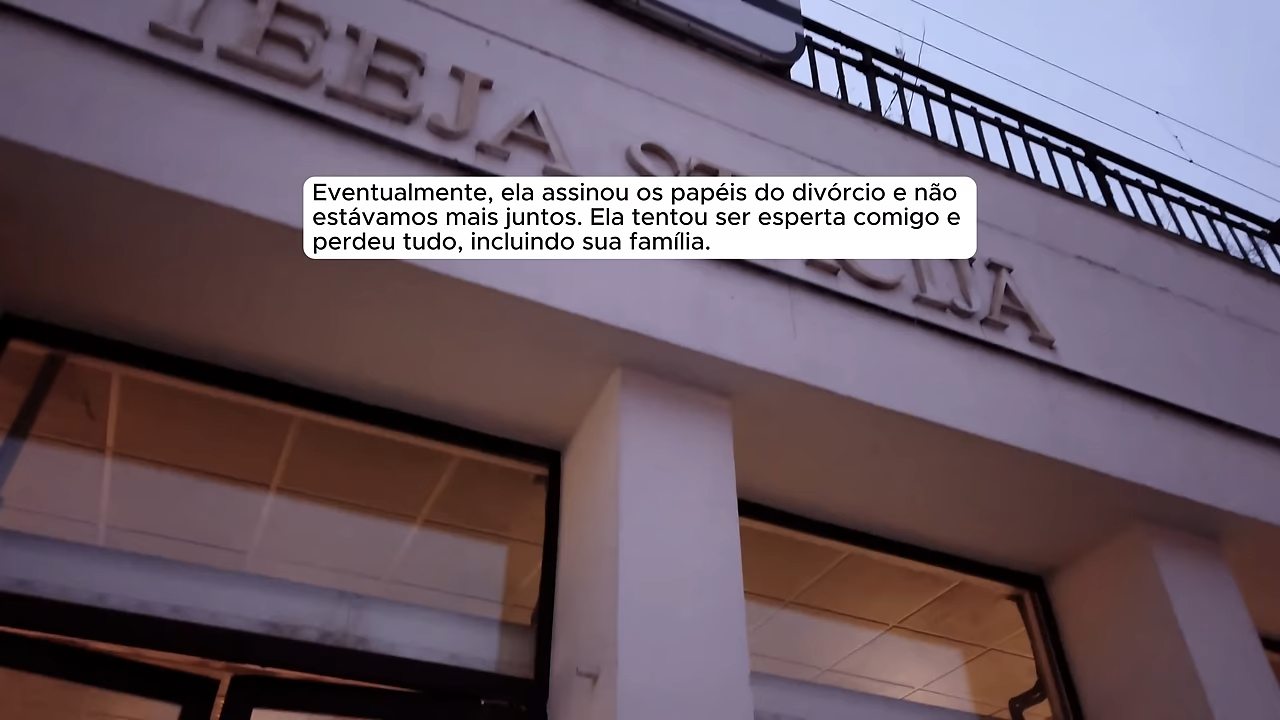 Eventualmente, ela assinou os papéis do divórcio e não
estávamos mais juntos. Ela tentou ser esperta comigo e
perdeu tudo, incluindo sua família.